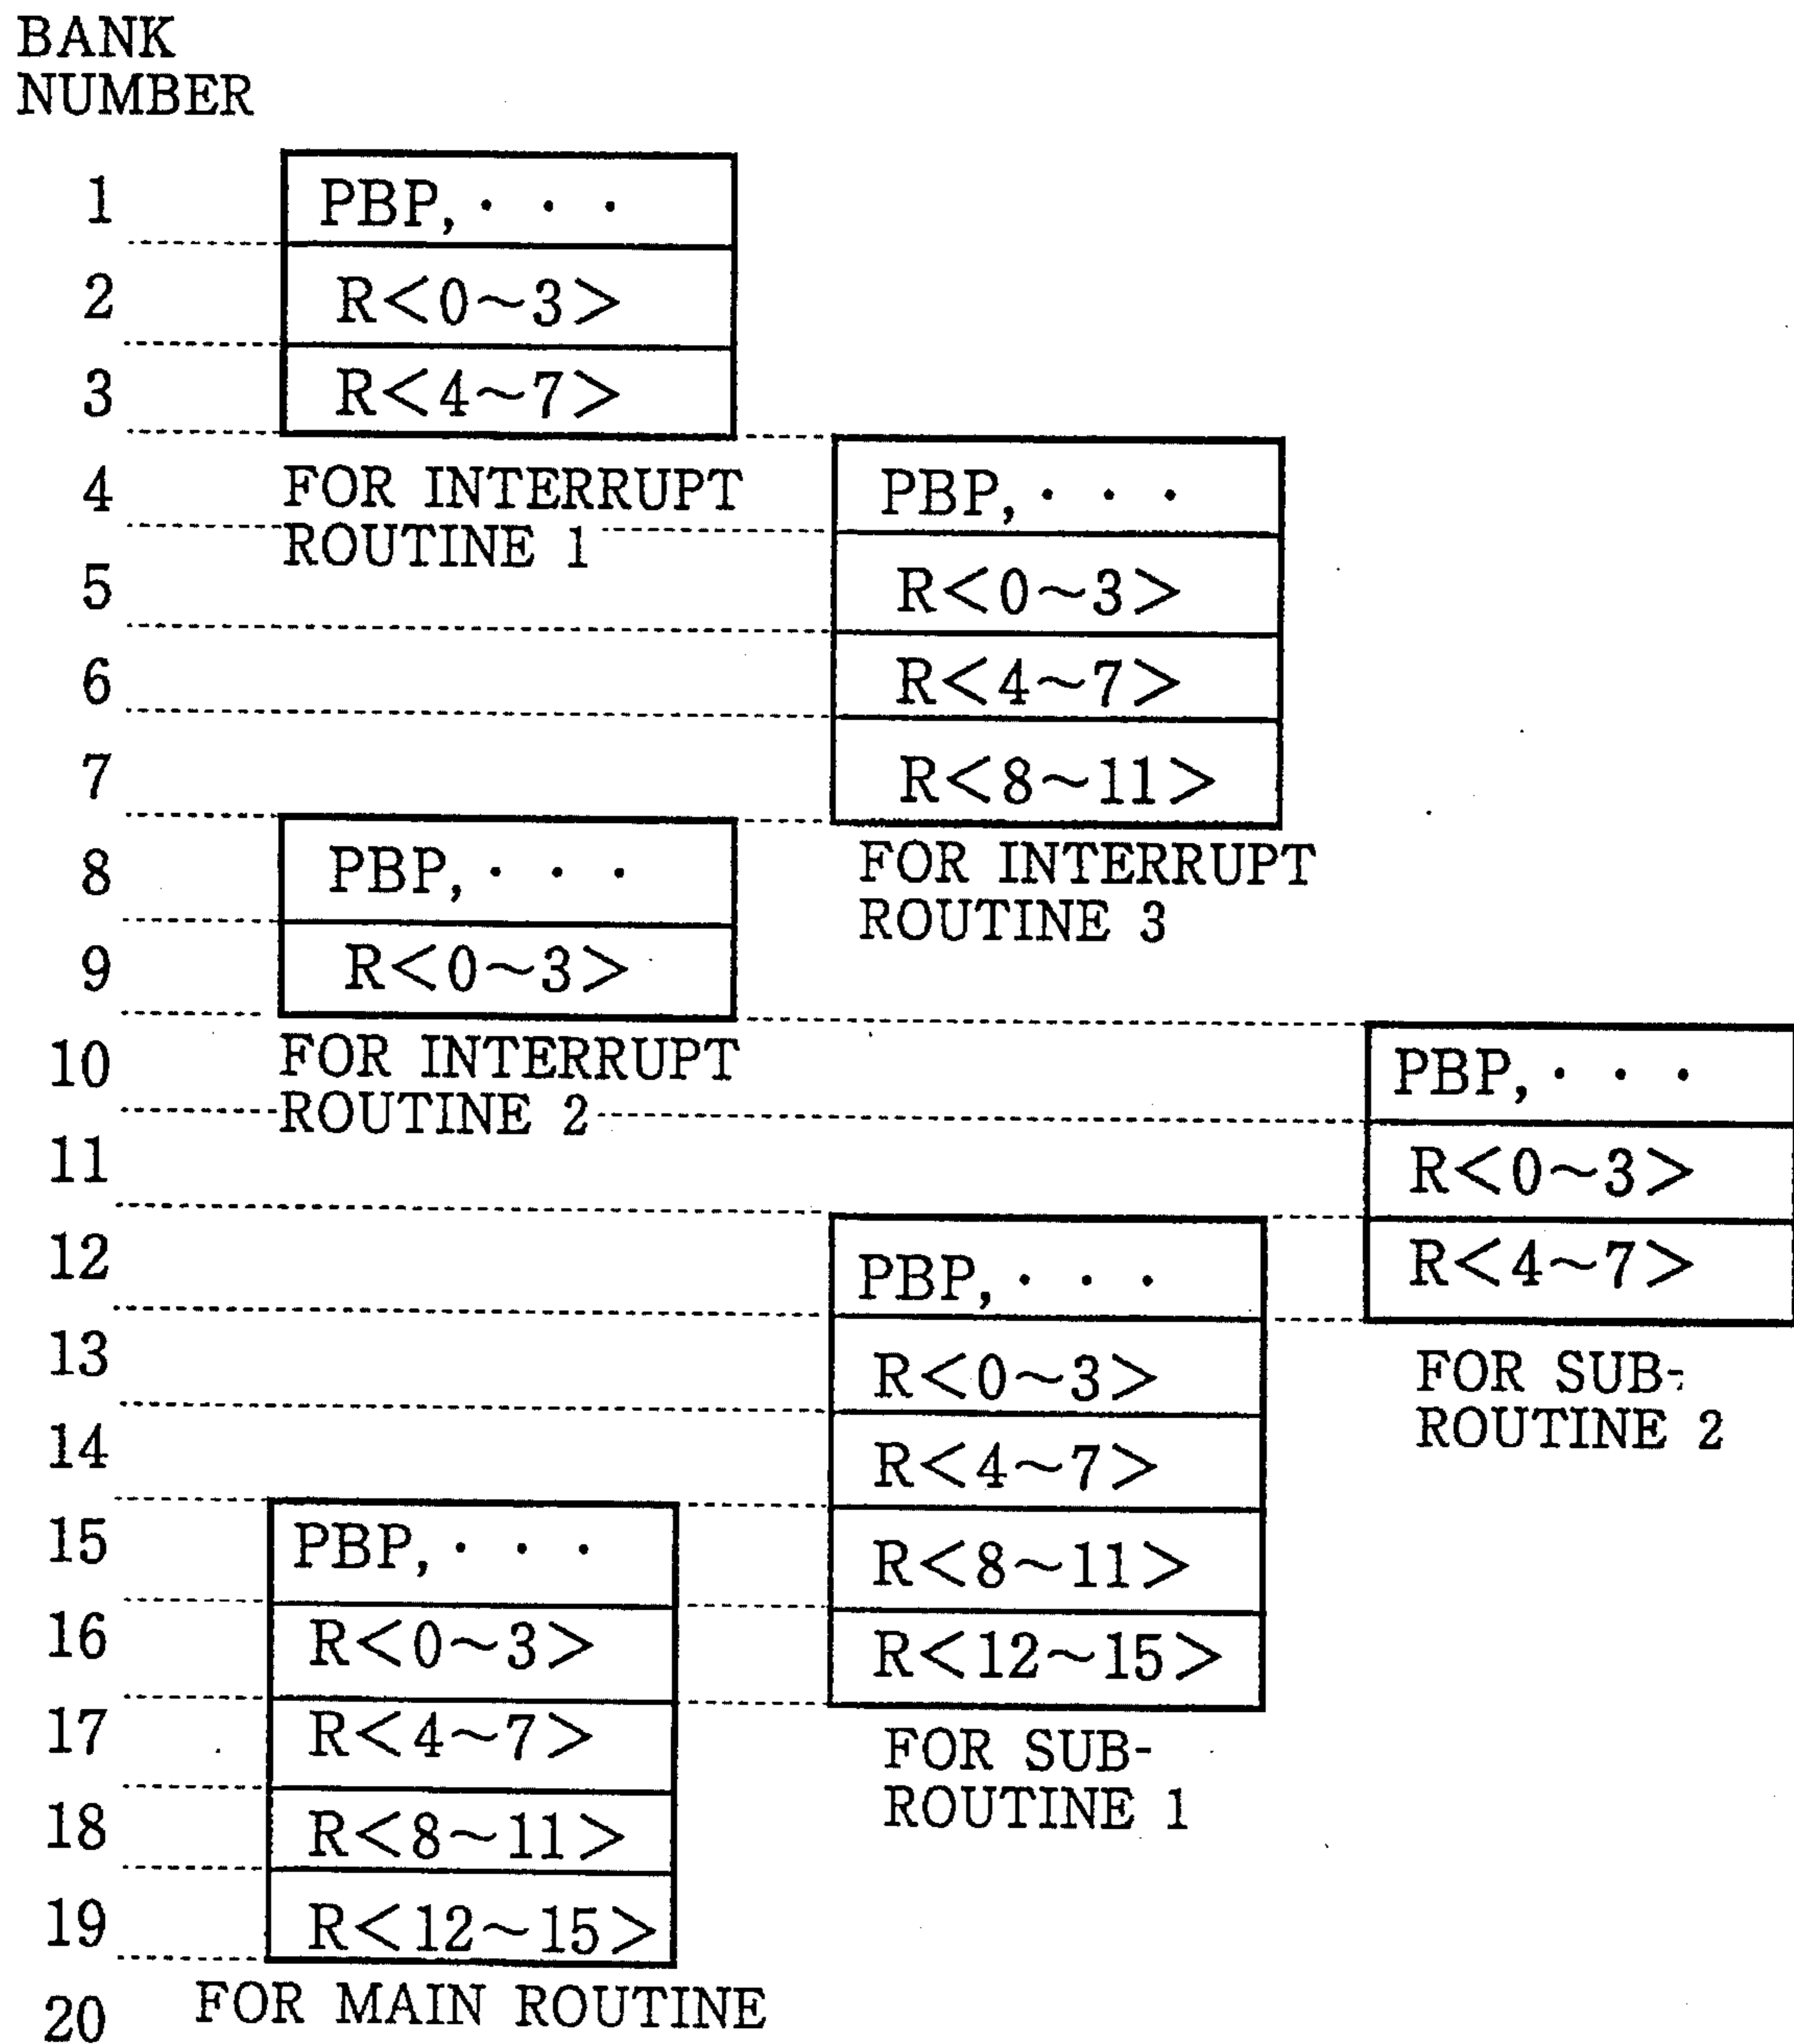 BANK
NUMBER
1 PBP, · · ·
2 R<0~3>
3 R<4~7>
4 FOR INTERRUPT PBP, · · ·
ROUTINE 1
5 R<0~3>
6 R<4~7>
7 R<8~11>
8 PBP, · · · FOR INTERRUPT
ROUTINE 3
9 R<0~3>
10 FOR INTERRUPT PBP, · · ·
ROUTINE 2
11 R<0~3>
12 PBP, · · · R<4~7>
13 R<0~3> FOR SUB-
ROUTINE 2
14 R<4~7>
15 PBP, · · · R<8~11>
16 R<0~3> R<12~15>
17 R<4~7> FOR SUB-
ROUTINE 1
18 R<8~11>
19 R<12~15>
20 FOR MAIN ROUTINE